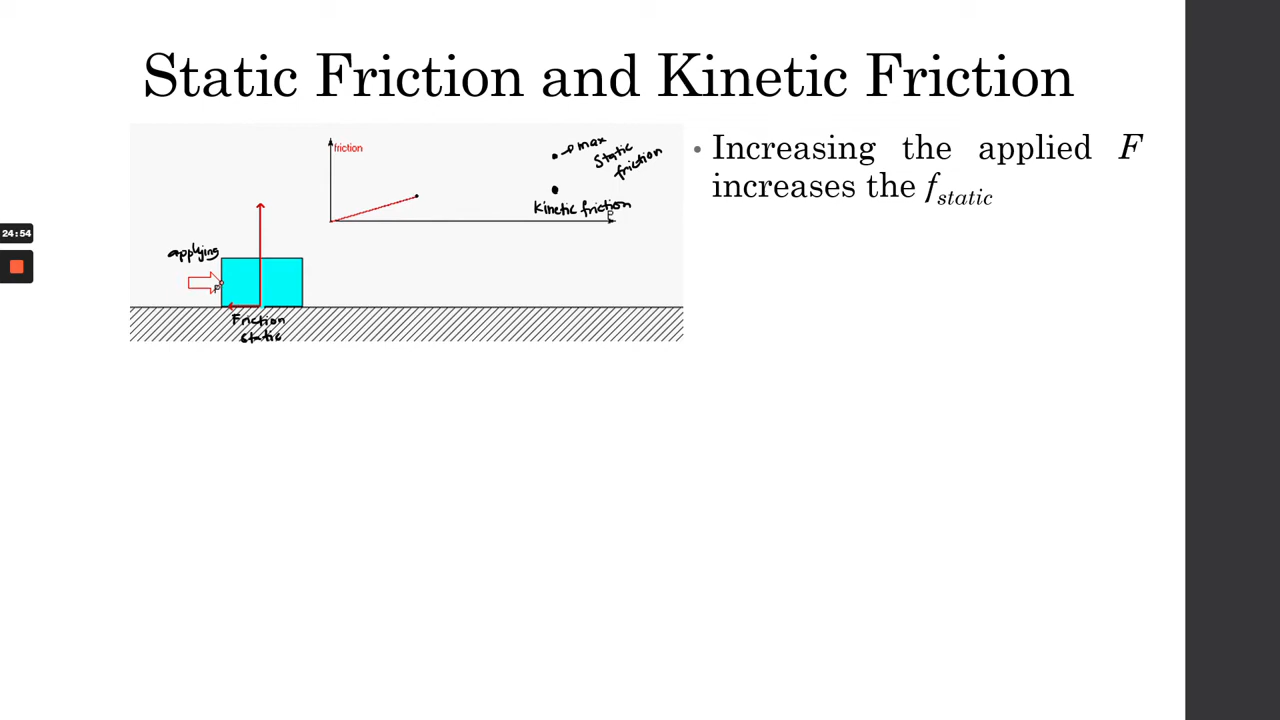 Static Friction and Kinetic Friction
friction
max
static
friction
Kinetic friction
P
applying
P
Friction
static
• Increasing the applied F
increases the fstatic
24:54